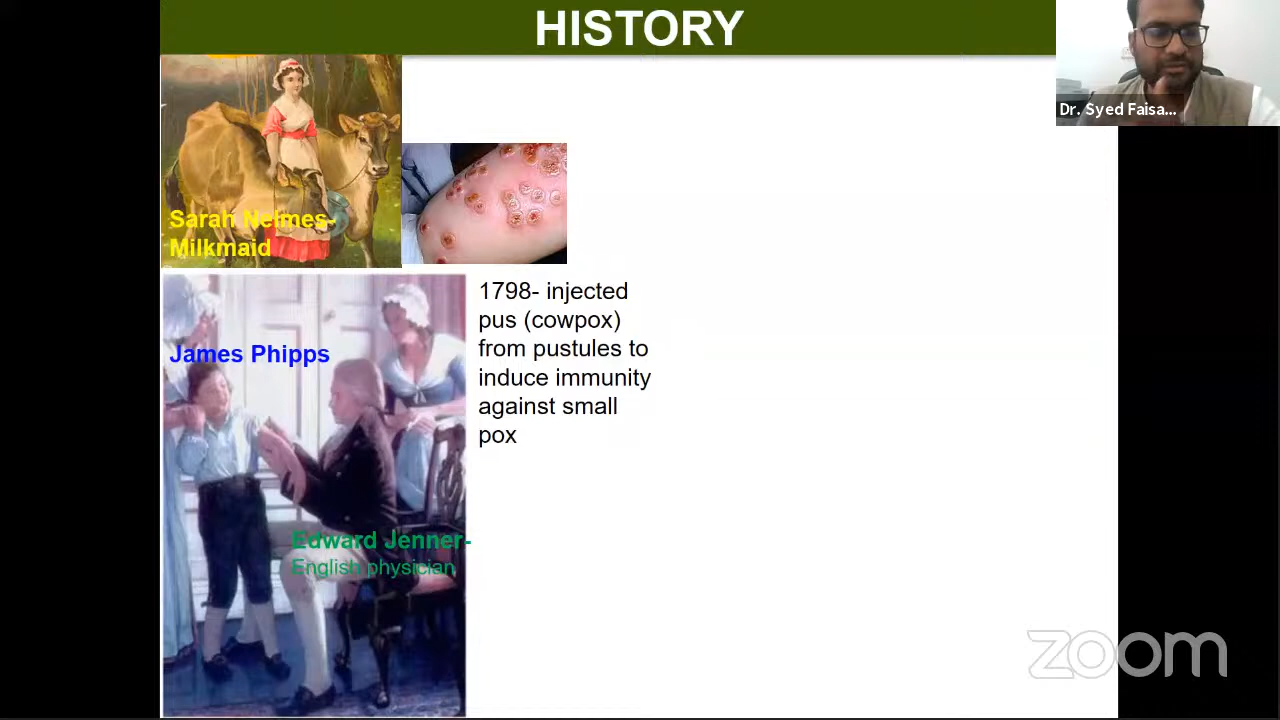 HISTORY
Dr. Syed Faisa...
Sarah Nelmes-
Milkmaid
James Phipps
1798- injected
pus (cowpox)
from pustules to
induce immunity
against small
pox
Edward Jenner-
English physician
zoom